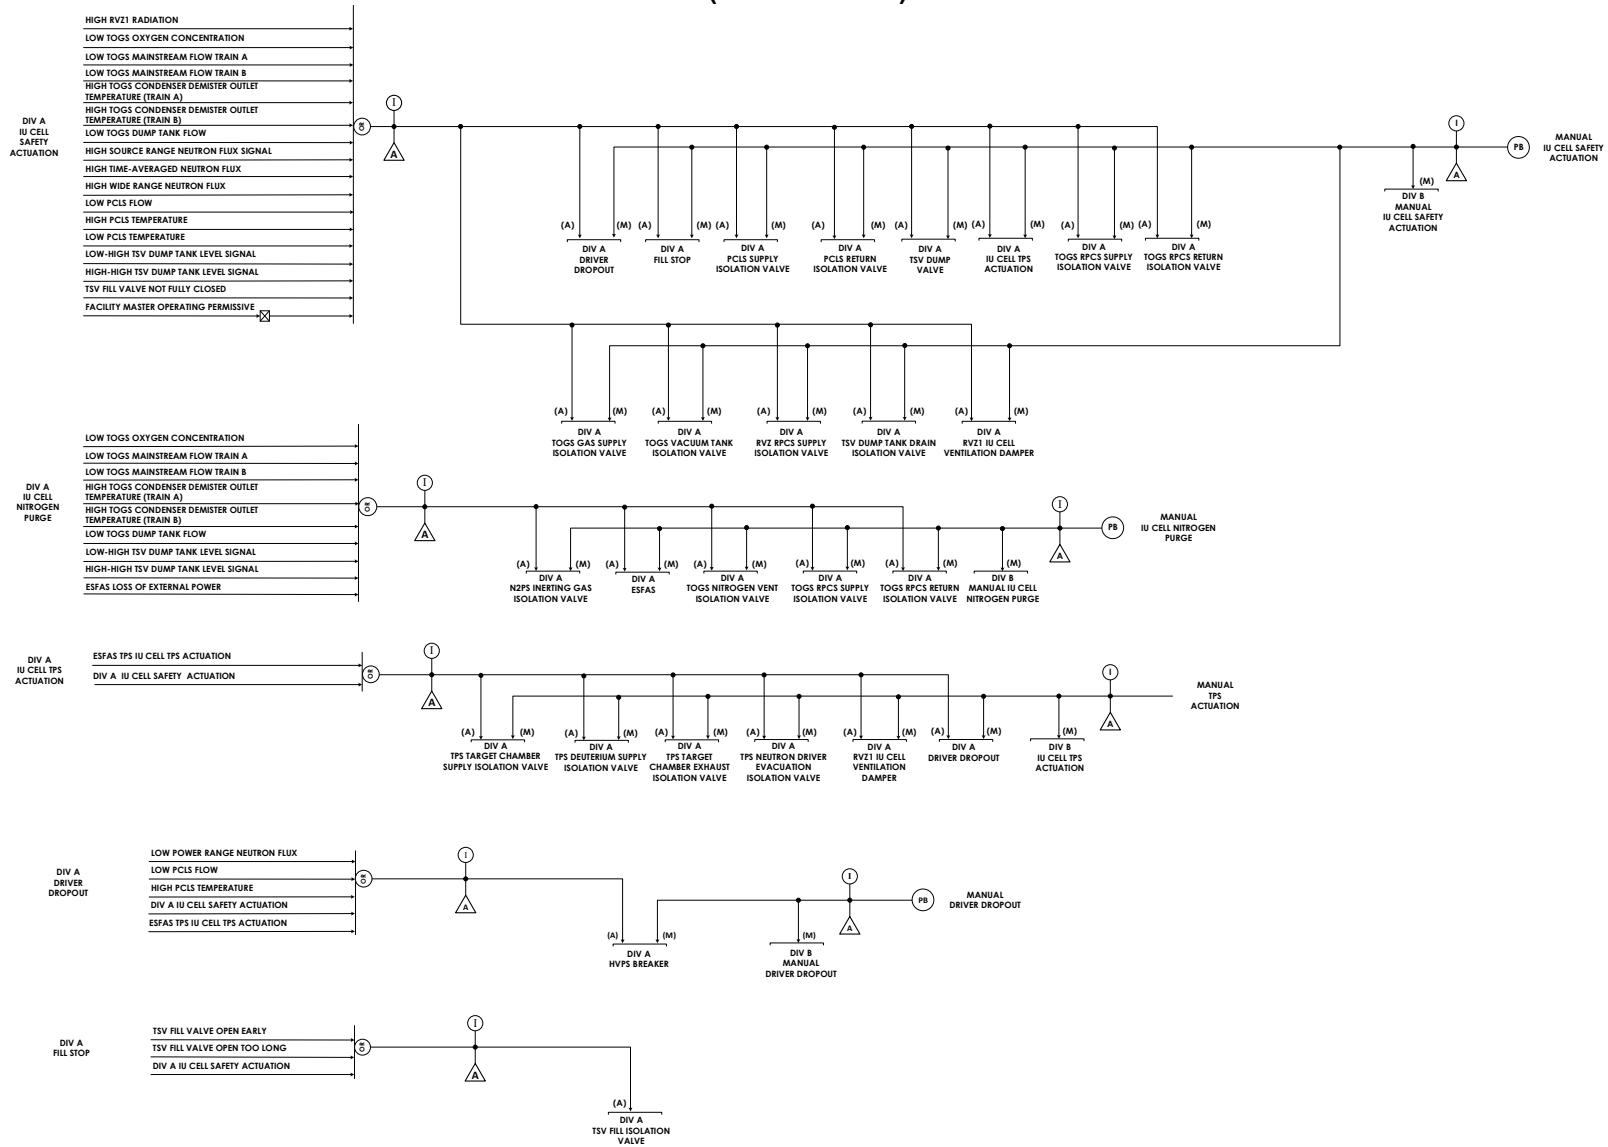 HIGH RVZ1 RADIATION
LOW TOGS OXYGEN CONCENTRATION
LOW TOGS MAINSTREAM FLOW TRAIN A
LOW TOGS MAINSTREAM FLOW TRAIN B
HIGH TOGS CONDENSER DEMISTER OUTLET
TEMPERATURE (TRAIN A)
HIGH TOGS CONDENSER DEMISTER OUTLET
TEMPERATURE (TRAIN B)
LOW TOGS DUMP TANK FLOW
HIGH SOURCE RANGE NEUTRON FLUX SIGNAL
HIGH TIME-AVERAGED NEUTRON FLUX
HIGH WIDE RANGE NEUTRON FLUX
LOW PCLS FLOW
HIGH PCLS TEMPERATURE
LOW PCLS TEMPERATURE
LOW-HIGH TSV DUMP TANK LEVEL SIGNAL
HIGH-HIGH TSV DUMP TANK LEVEL SIGNAL
TSV FILL VALVE NOT FULLY CLOSED
FACILITY MASTER OPERATING PERMISSIVE
DIV A
IU CELL
SAFETY
ACTUATION
OR
I
A
I
A
PB
MANUAL
IU CELL SAFETY
ACTUATION
(M)
DIV B
MANUAL
IU CELL SAFETY
ACTUATION
(A) (M) (A) (M) (A) (M) (A) (M) (A) (M) (A) (M) (A) (M) (A) (M)
DIV A
DRIVER
DROPOUT
DIV A
FILL STOP
DIV A
PCLS SUPPLY
ISOLATION VALVE
DIV A
PCLS RETURN
ISOLATION VALVE
DIV A
TSV DUMP
VALVE
DIV A
IU CELL TPS
ACTUATION
DIV A
TOGS RPCS SUPPLY
ISOLATION VALVE
DIV A
TOGS RPCS RETURN
ISOLATION VALVE
(A) (M) (A) (M) (A) (M) (A) (M) (A) (M)
DIV A
TOGS GAS SUPPLY
ISOLATION VALVE
DIV A
TOGS VACUUM TANK
ISOLATION VALVE
DIV A
RVZ RPCS SUPPLY
ISOLATION VALVE
DIV A
TSV DUMP TANK DRAIN
ISOLATION VALVE
DIV A
RVZ1 IU CELL
VENTILATION DAMPER
LOW TOGS OXYGEN CONCENTRATION
LOW TOGS MAINSTREAM FLOW TRAIN A
LOW TOGS MAINSTREAM FLOW TRAIN B
HIGH TOGS CONDENSER DEMISTER OUTLET
TEMPERATURE (TRAIN A)
HIGH TOGS CONDENSER DEMISTER OUTLET
TEMPERATURE (TRAIN B)
LOW TOGS DUMP TANK FLOW
LOW-HIGH TSV DUMP TANK LEVEL SIGNAL
HIGH-HIGH TSV DUMP TANK LEVEL SIGNAL
ESFAS LOSS OF EXTERNAL POWER
DIV A
IU CELL
NITROGEN
PURGE
OR
I
A
I
A
PB
MANUAL
IU CELL NITROGEN
PURGE
(A) (M) (A) (M) (A) (M) (A) (M) (A) (M) (M)
DIV A
N2PS INERTING GAS
ISOLATION VALVE
DIV A
ESFAS
DIV A
TOGS NITROGEN VENT
ISOLATION VALVE
DIV A
TOGS RPCS SUPPLY
ISOLATION VALVE
DIV A
TOGS RPCS RETURN
ISOLATION VALVE
DIV B
MANUAL IU CELL
NITROGEN PURGE
DIV A
IU CELL TPS
ACTUATION
ESFAS TPS IU CELL TPS ACTUATION
DIV A IU CELL SAFETY ACTUATION
OR
I
A
I
A
MANUAL
TPS
ACTUATION
(A) (M) (A) (M) (A) (M) (A) (M) (A) (M) (A) (M) (M)
DIV A
TPS TARGET CHAMBER
SUPPLY ISOLATION VALVE
DIV A
TPS DEUTERIUM SUPPLY
ISOLATION VALVE
DIV A
TPS TARGET
CHAMBER EXHAUST
ISOLATION VALVE
DIV A
TPS NEUTRON DRIVER
EVACUATION
ISOLATION VALVE
DIV A
RVZ1 IU CELL
VENTILATION
DAMPER
DIV A
DRIVER DROPOUT
DIV B
IU CELL TPS
ACTUATION
DIV A
DRIVER
DROPOUT
LOW POWER RANGE NEUTRON FLUX
LOW PCLS FLOW
HIGH PCLS TEMPERATURE
DIV A IU CELL SAFETY ACTUATION
ESFAS TPS IU CELL TPS ACTUATION
OR
I
A
I
A
PB
MANUAL
DRIVER DROPOUT
(A) (M) (M)
DIV A
HVPS BREAKER
DIV B
MANUAL
DRIVER DROPOUT
DIV A
FILL STOP
TSV FILL VALVE OPEN EARLY
TSV FILL VALVE OPEN TOO LONG
DIV A IU CELL SAFETY ACTUATION
OR
I
A
(A)
DIV A
TSV FILL ISOLATION
VALVE